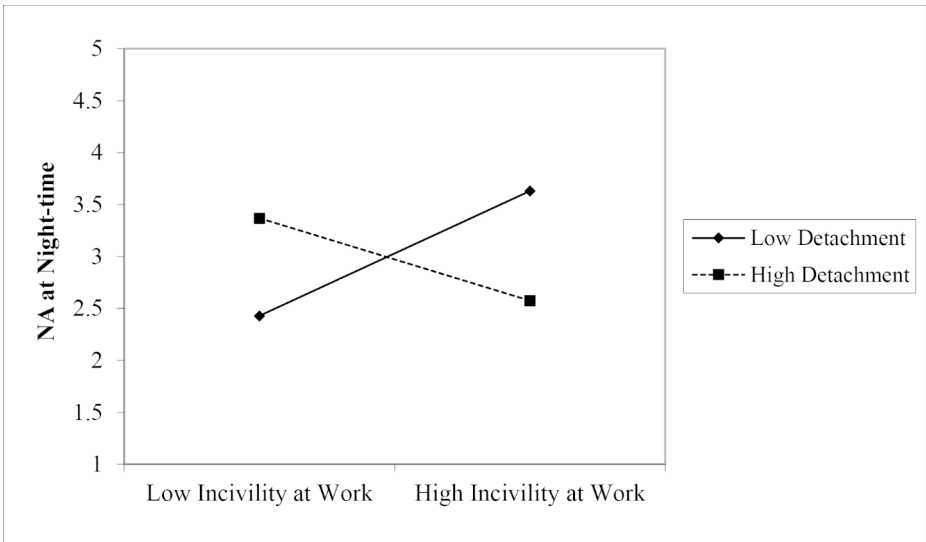 5
4.5
4
3.5
3
2.5
2
1.5
1
NA at Night-time
Low Incivility at Work
High Incivility at Work
Low Detachment
High Detachment